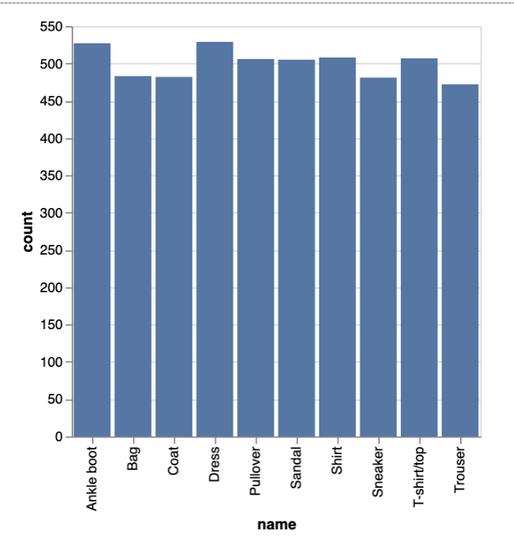 550
500
450
400
350
300
250
200
150
100
50
0
count
Ankle boot
Bag
Coat
Dress
Pullover
Sandal
Shirt
Sneaker
T-shirt/top
Trouser
name